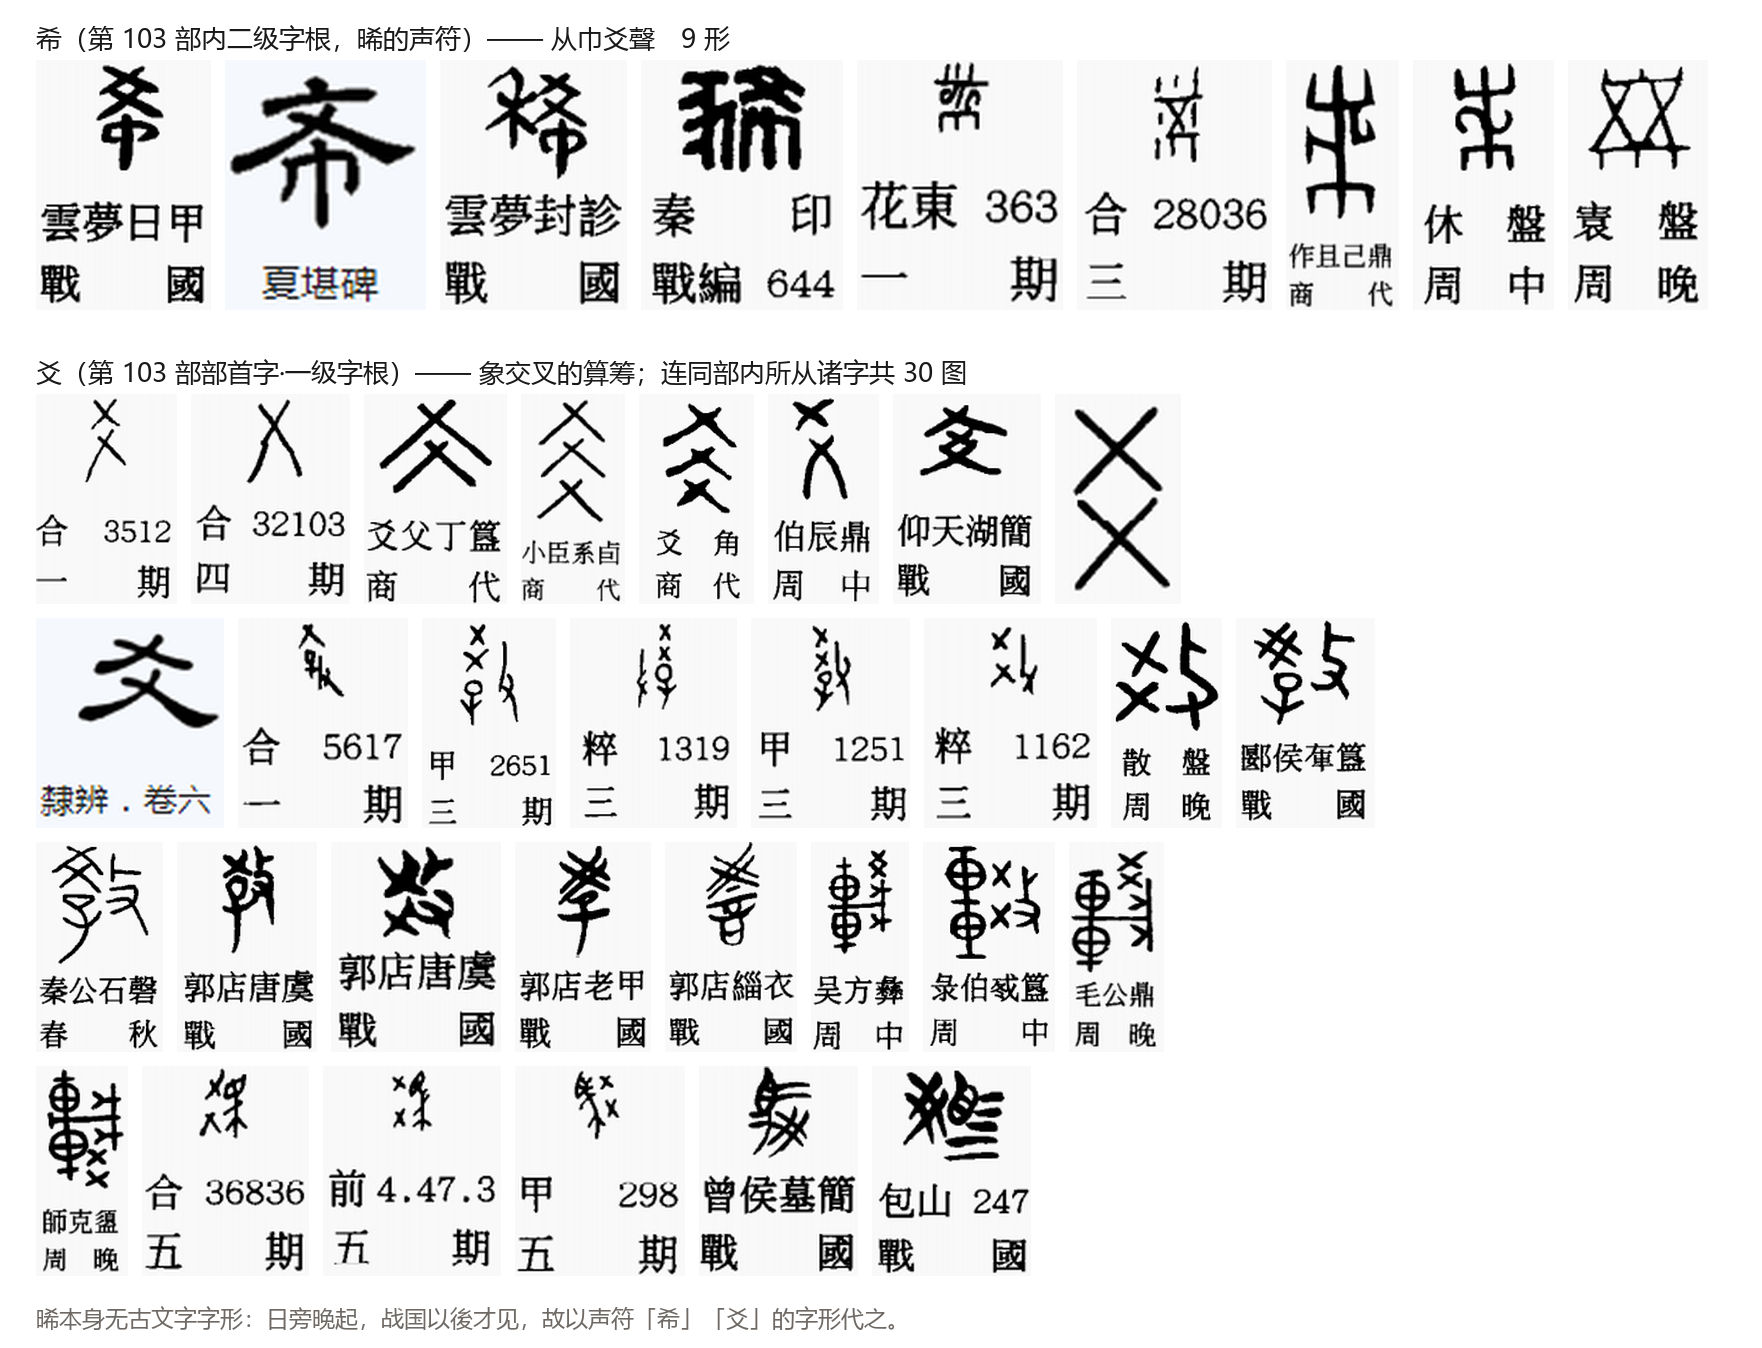 希（第 103 部内二级字根，晞的声符）—— 从巾爻聲　9 形
雲夢日甲 夏堪碑 雲夢封診 秦印 花東 363 合 28036 作且己鼎 休盤 袁盤
戰國 戰國 戰編 644 一期 三期 商代 周中 周晚
爻（第 103 部部首字·一级字根）—— 象交叉的算筹；连同部内所从诸字共 30 图
合 3512 合 32103 爻父丁簋 小臣系卣 爻角 伯辰鼎 仰天湖簡
一期 四期 商代 商代 商代 周中 戰國
隸辨．卷六 合 5617 甲 2651 粹 1319 甲 1251 粹 1162 散盤 郾侯奄簋
一期 三期 三期 三期 三期 周晚 戰國
秦公石磬 郭店唐虞 郭店唐虞 郭店老甲 郭店緇衣 吴方彝 彔伯𢦚簋 毛公鼎
春秋 戰國 戰國 戰國 戰國 周中 周中 周晚
師克盨 合 36836 前 4.47.3 甲 298 曾侯墓簡 包山 247
周晚 五期 五期 五期 戰國 戰國
晞本身无古文字字形：日旁晚起，战国以後才见，故以声符「希」「爻」的字形代之。